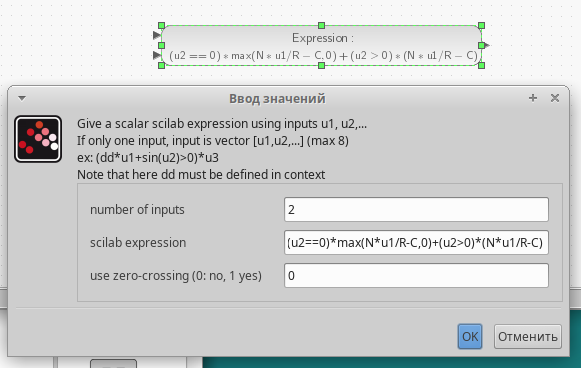 Expression :
(u2 == 0) * max(N * u1/R − C, 0) + (u2 > 0) * (N * u1/R − C)
Ввод значений
Give a scalar scilab expression using inputs u1, u2,...
If only one input, input is vector [u1,u2,...] (max 8)
ex: (dd*u1+sin(u2)>0)*u3
Note that here dd must be defined in context
number of inputs
2
scilab expression
(u2==0)*max(N*u1/R-C,0)+(u2>0)*(N*u1/R-C)
use zero-crossing (0: no, 1 yes)
0
OK
Отменить